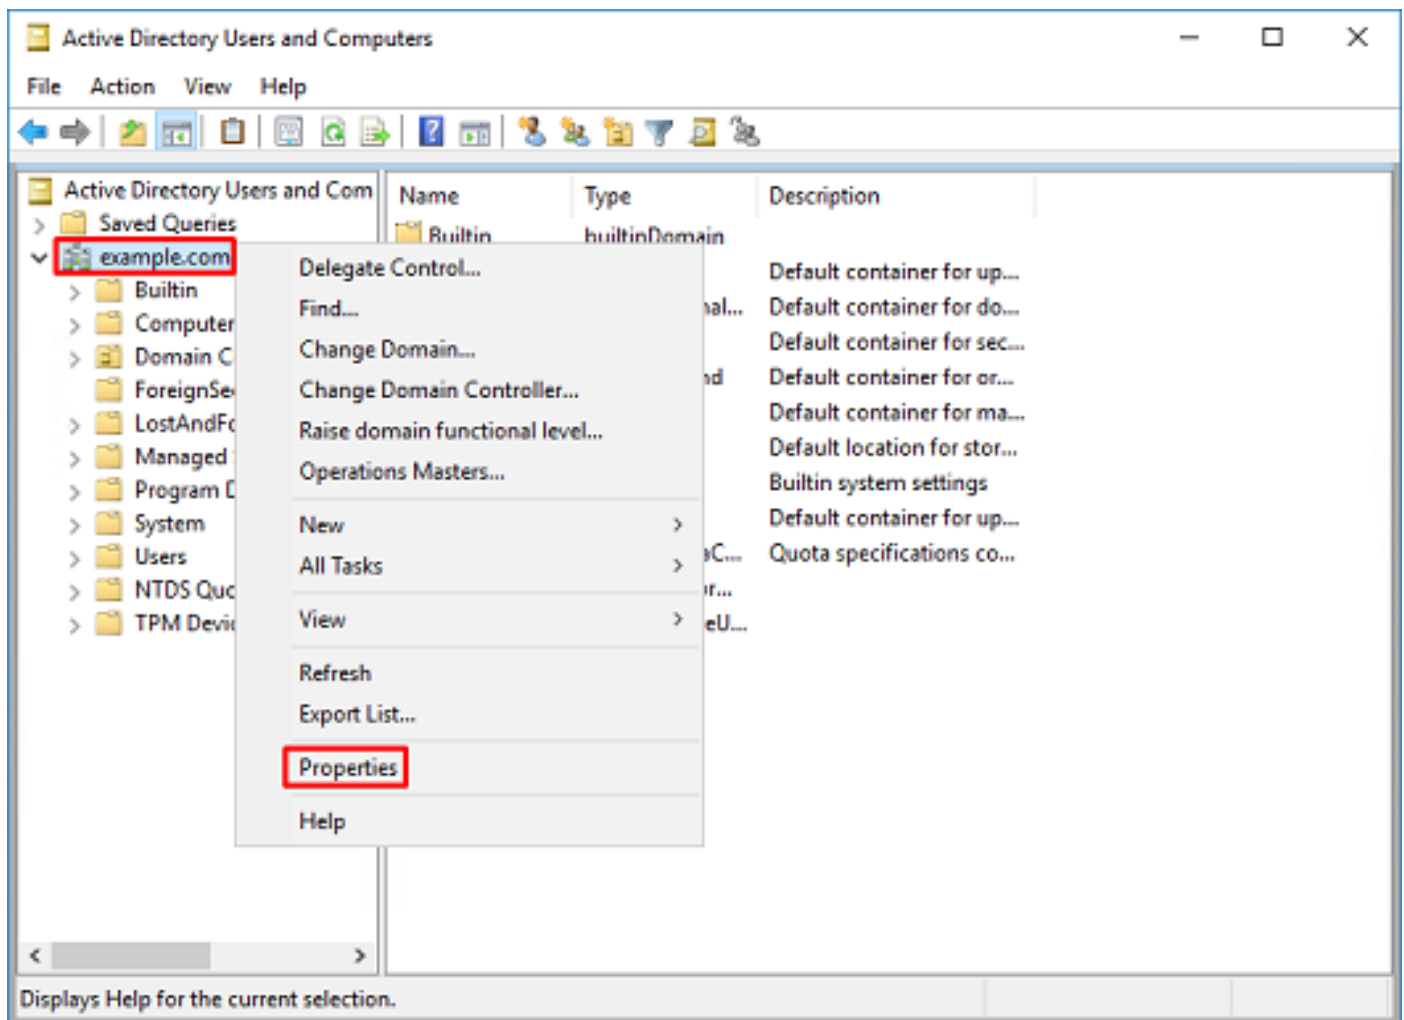 Active Directory Users and Computers
File Action View Help
Active Directory Users and Com
Name Type Description
Saved Queries
Builtin builtinDomain
example.com
Delegate Control...
Default container for up....
Builtin
Find....
nal... Default container for do....
Computer
Change Domain...
Default container for sec...
Domain C
Change Domain Controller...
nd Default container for or...
ForeignSe
Default container for ma....
LostAndFo
Raise domain functional level...
Default location for stor...
Managed
Operations Masters...
Builtin system settings
Program D
New
Default container for up....
System
All Tasks
aC... Quota specifications co...
Users
NTDS Quo
or...
View
TPM Devi
eU...
Refresh
Export List...
Properties
Help
Displays Help for the current selection.